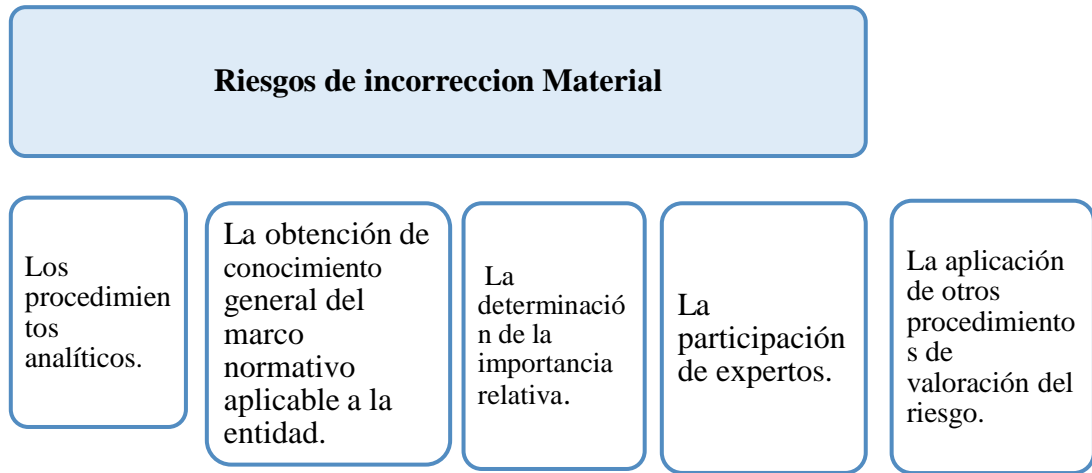 Riesgos de incorreccion Material
Los
procedimien
tos
analíticos.
La obtención de
conocimiento
general del
marco
normativo
aplicable a la
entidad.
La
determinació
n de la
importancia
relativa.
La
participación
de expertos.
La aplicación
de otros
procedimiento
s de
valoración del
riesgo.